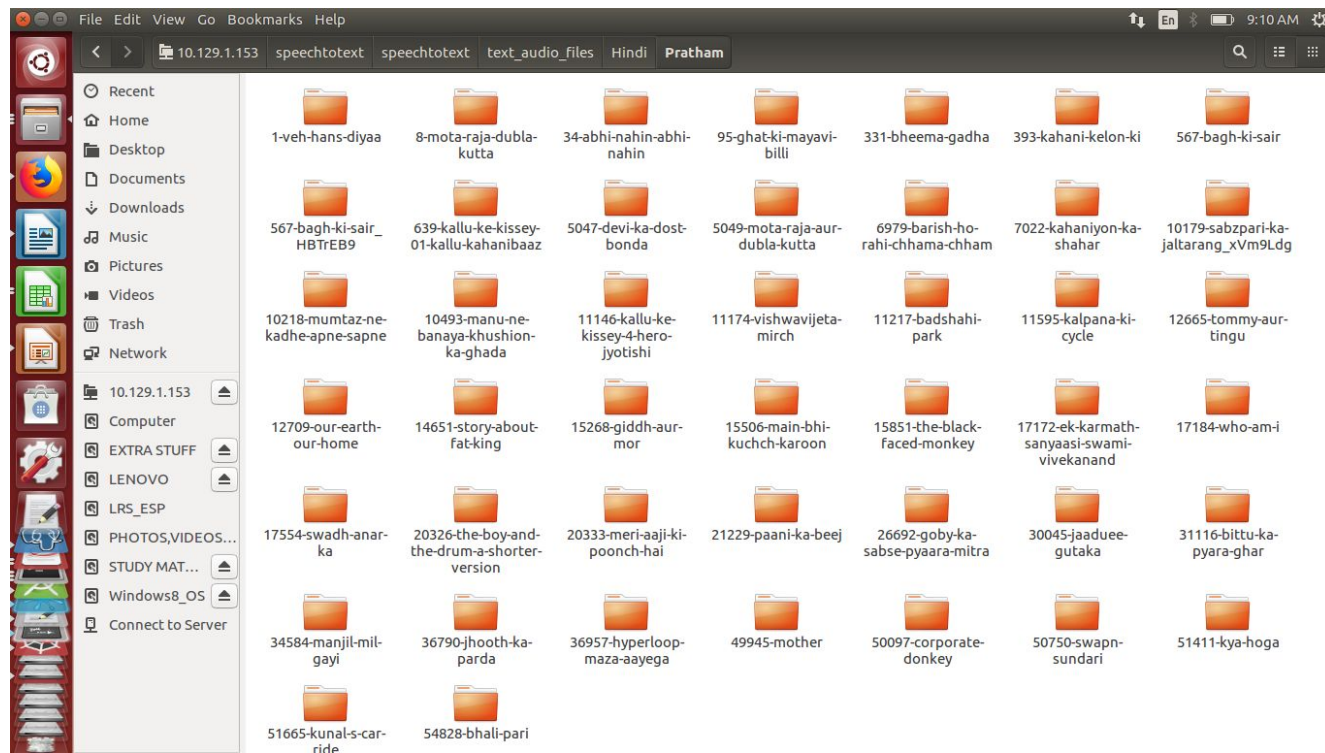 File Edit View Go Bookmarks Help
En 9:10 AM
10.129.1.153 speechtotext speechtotext text_audio_files Hindi Pratham
Recent
Home
Desktop
Documents
Downloads
Music
Pictures
Videos
Trash
Network
10.129.1.153
Computer
EXTRA STUFF
LENOVO
LRS_ESP
PHOTOS,VIDEOS...
STUDY MAT...
Windows8_OS
Connect to Server
1-veh-hans-diyaa
8-mota-raja-dubla-
kutta
34-abhi-nahin-abhi-
nahin
95-ghat-ki-mayavi-
billi
331-bheema-gadha
393-kahani-kelon-ki
567-bagh-ki-sair
567-bagh-ki-sair_
HBTrEB9
639-kallu-ke-kissey-
01-kallu-kahanibaaz
5047-devi-ka-dost-
bonda
5049-mota-raja-aur-
dubla-kutta
6979-barish-ho-
rahi-chhama-chham
7022-kahaniyon-ka-
shahar
10179-sabzpari-ka-
jaltarang_xVm9Ldg
10218-mumtaz-ne-
kadhe-apne-sapne
10493-manu-ne-
banaya-khushion-
ka-ghada
11146-kallu-ke-
kissey-4-hero-
jyotishi
11174-vishwavijeta-
mirch
11217-badshahi-
park
11595-kalpana-ki-
cycle
12665-tommy-aur-
tingu
12709-our-earth-
our-home
14651-story-about-
fat-king
15268-giddh-aur-
mor
15506-main-bhi-
kuchch-karoon
15851-the-black-
faced-monkey
17172-ek-karmath-
sanyaasi-swami-
vivekanand
17184-who-am-i
17554-swadh-anar-
ka
20326-the-boy-and-
the-drum-a-shorter-
version
20333-meri-aaji-ki-
poonch-hai
21229-paani-ka-beej
26692-goby-ka-
sabse-pyaara-mitra
30045-jaaduee-
gutaka
31116-bittu-ka-
pyara-ghar
34584-manjil-mil-
gayi
36790-jhooth-ka-
parda
36957-hyperloop-
maza-aayega
49945-mother
50097-corporate-
donkey
50750-swapn-
sundari
51411-kya-hoga
51665-kunal-s-car-
ride
54828-bhali-pari